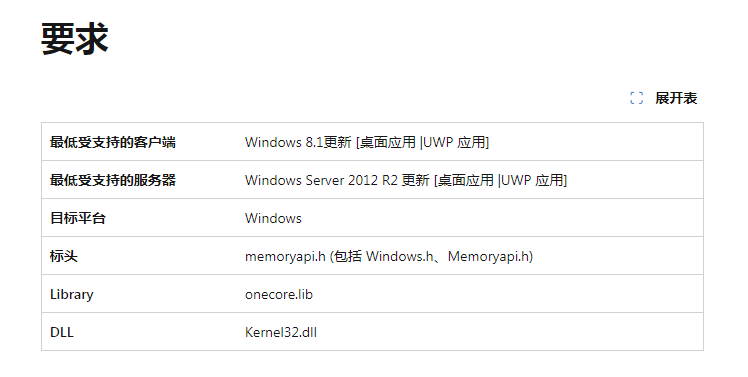 要求
展开表
最低受支持的客户端 Windows 8.1更新 [桌面应用 |UWP 应用]
最低受支持的服务器 Windows Server 2012 R2 更新 [桌面应用 |UWP 应用]
目标平台 Windows
标头 memoryapi.h (包括 Windows.h、Memoryapi.h)
Library onecore.lib
DLL Kernel32.dll